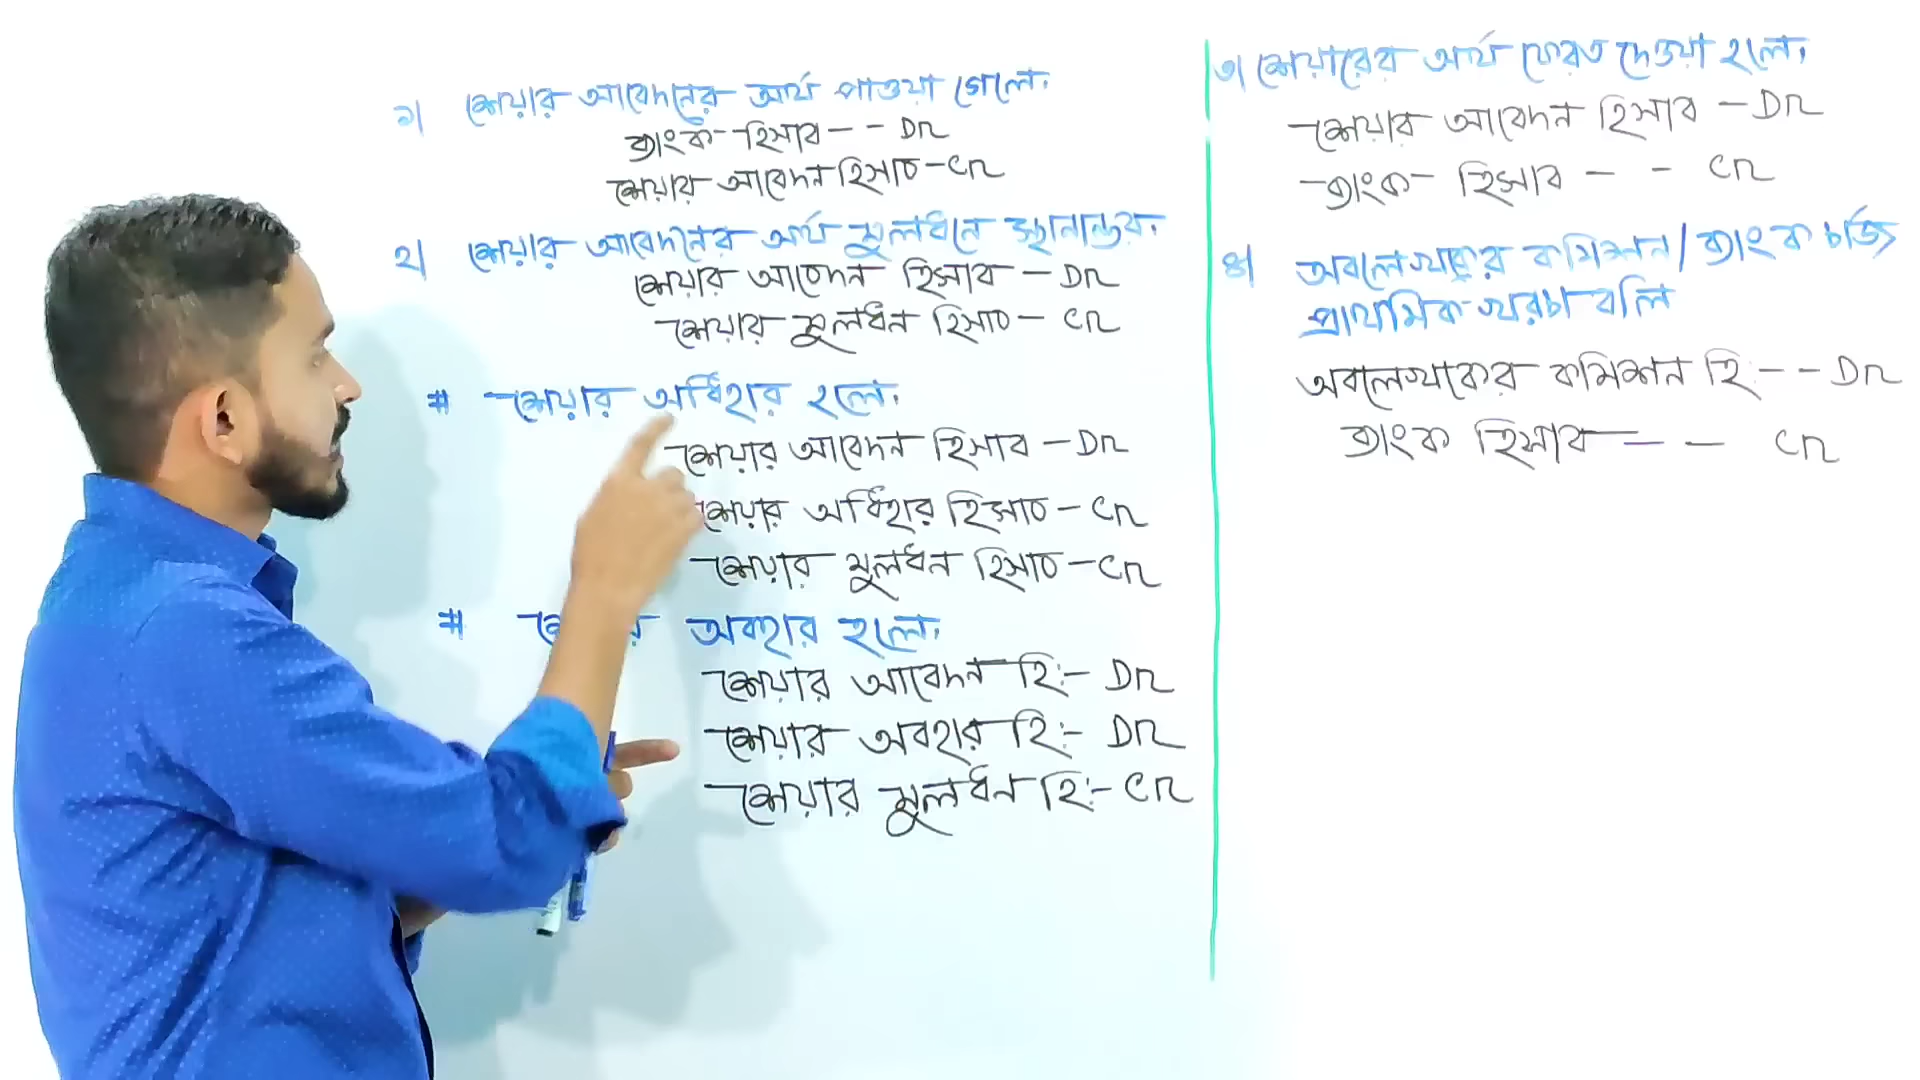 ১| শেয়ার আবেদনের অর্থ পাওয়া গেলে,
ব্যাংক হিসাব - - Dr
শেয়ার আবেদন হিসাব - Cr
২| শেয়ার আবেদনের অর্থ মুলধনে স্থানান্তর,
শেয়ার আবেদন হিসাব - Dr
শেয়ার মুলধন হিসাব - Cr
# শেয়ার অধিহার হলে,
শেয়ার আবেদন হিসাব - Dr
শেয়ার অধিহার হিসাব - Cr
শেয়ার মুলধন হিসাব - Cr
# অবহার হলে,
শেয়ার আবেদন হি:- Dr
শেয়ার অবহার হি:- Dr
শেয়ার মুলধন হি:- Cr
৩| শেয়ারের অর্থ ফেরত দেওয়া হলে,
শেয়ার আবেদন হিসাব - Dr
ব্যাংক হিসাব - - Cr
৪| অবলেখকের কমিশন / ব্যাংক চার্জ
প্রাথমিক খরচাবলি
অবলেখকের কমিশন হি: - - Dr
ব্যাংক হিসাব - - Cr